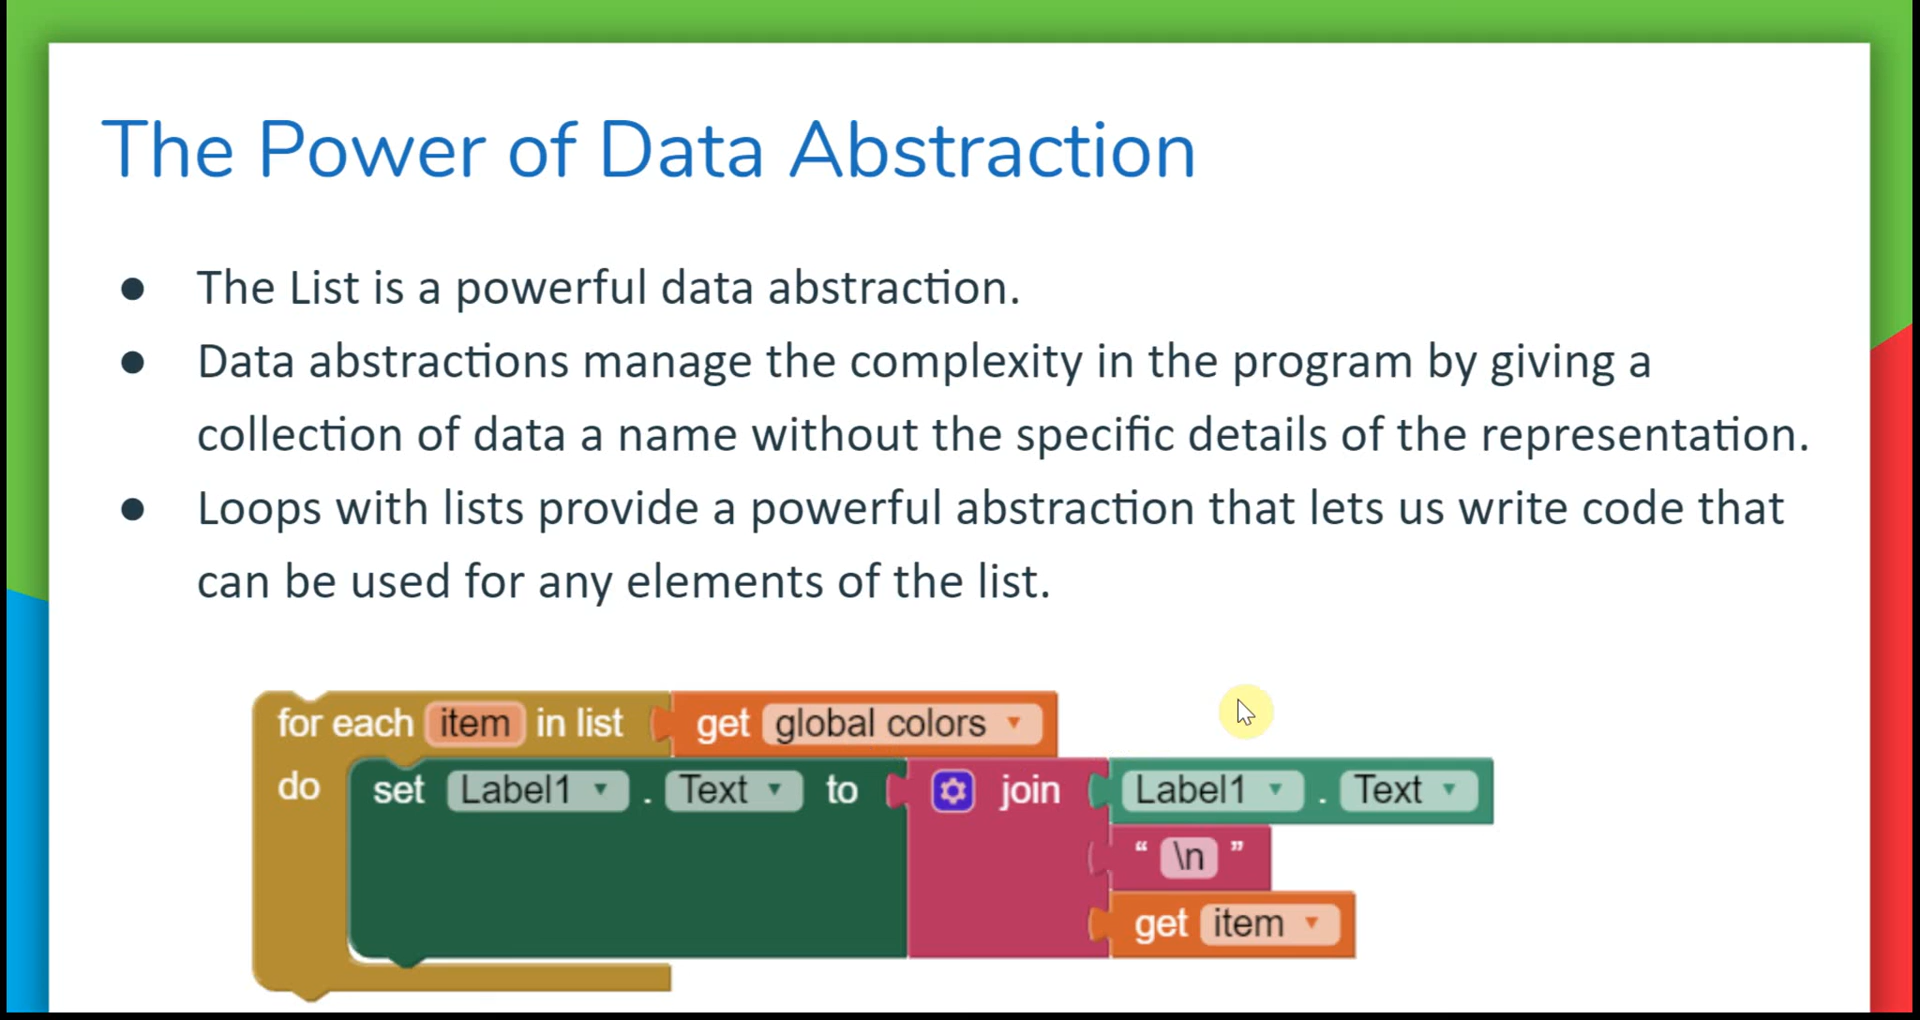 The Power of Data Abstraction
● The List is a powerful data abstraction.
● Data abstractions manage the complexity in the program by giving a
collection of data a name without the specific details of the representation.
● Loops with lists provide a powerful abstraction that lets us write code that
can be used for any elements of the list.
for each item in list get global colors
do set Label1 . Text to join Label1 . Text
“ \n ”
get item